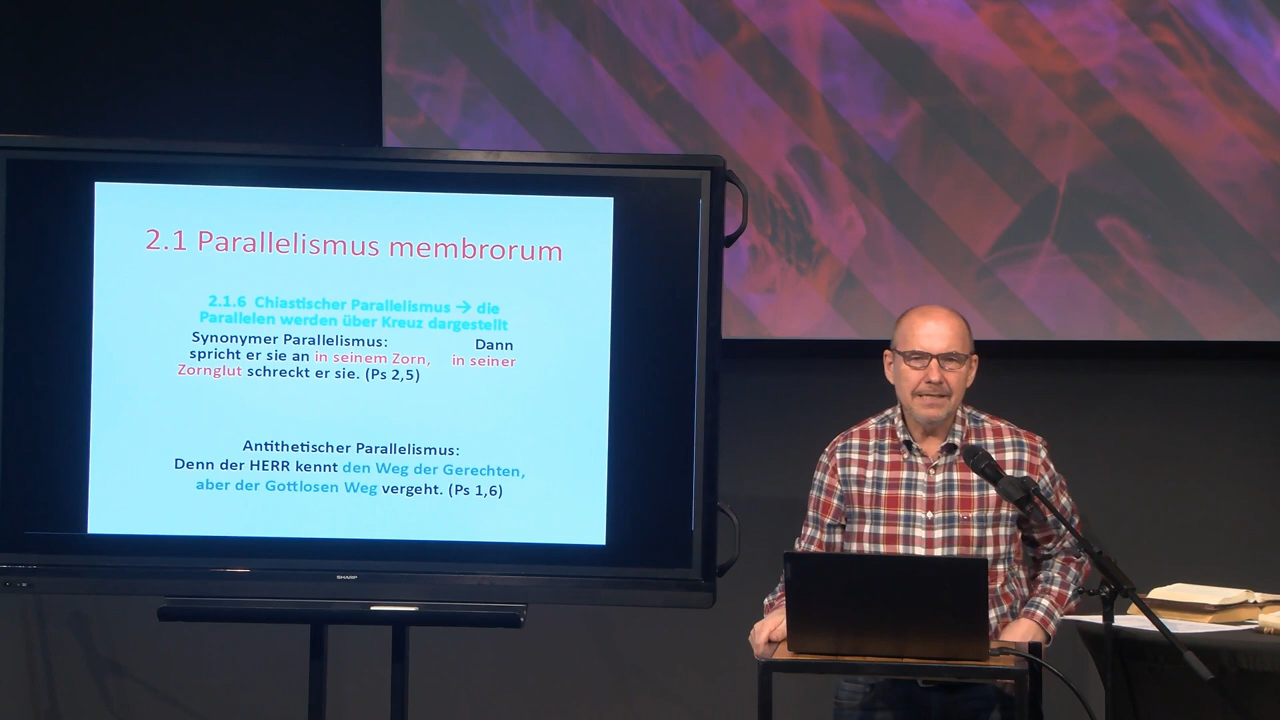 2.1 Parallelismus membrorum
2.1.6 Chiastischer Parallelismus → die
Parallelen werden über Kreuz dargestellt
Synonymer Parallelismus: Dann
spricht er sie an in seinem Zorn, in seiner
Zornglut schreckt er sie. (Ps 2,5)
Antithetischer Parallelismus:
Denn der HERR kennt den Weg der Gerechten,
aber der Gottlosen Weg vergeht. (Ps 1,6)
SHARP